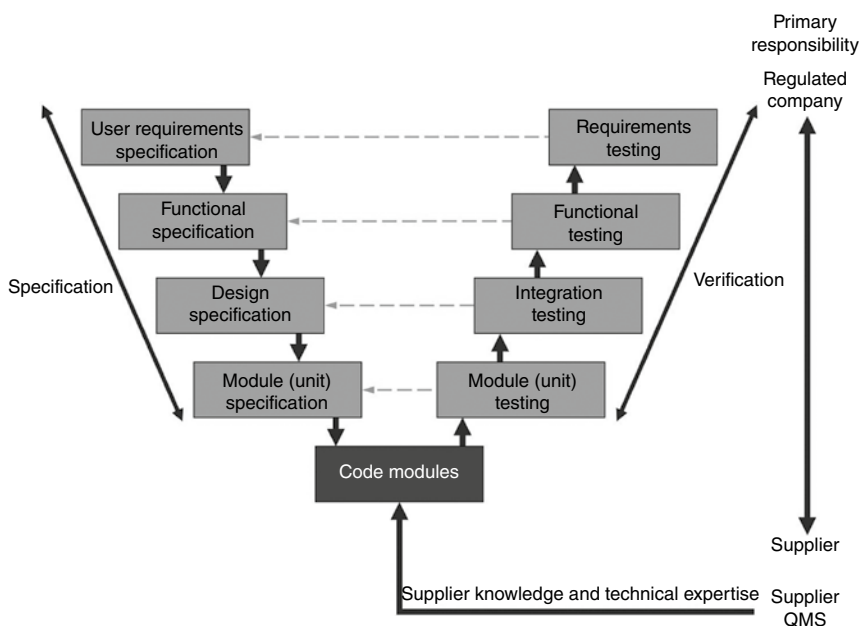 Primary
responsibility
Regulated
company
User requirements
specification
Requirements
testing
Functional
specification
Functional
testing
Specification
Design
specification
Integration
testing
Verification
Module (unit)
specification
Module (unit)
testing
Code modules
Supplier
Supplier knowledge and technical expertise
Supplier
QMS